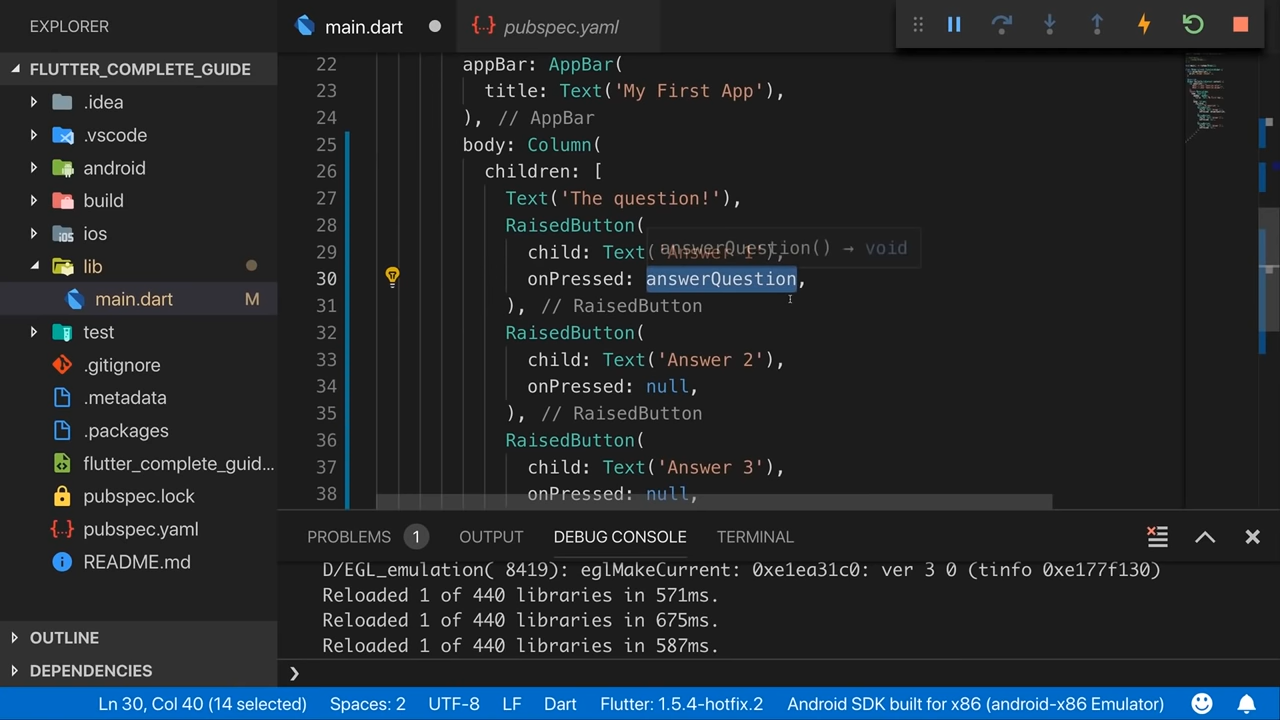 EXPLORER
FLUTTER_COMPLETE_GUIDE
.idea
.vscode
android
build
ios
lib
main.dart M
test
.gitignore
.metadata
.packages
flutter_complete_guid...
pubspec.lock
pubspec.yaml
README.md
OUTLINE
DEPENDENCIES
main.dart
pubspec.yaml
22 appBar: AppBar(
23 title: Text('My First App'),
24 ), // AppBar
25 body: Column(
26 children: [
27 Text('The question!'),
28 RaisedButton(
answerQuestion() → void
29 child: Text('Answer 1'),
30 onPressed: answerQuestion,
31 ), // RaisedButton
32 RaisedButton(
33 child: Text('Answer 2'),
34 onPressed: null,
35 ), // RaisedButton
36 RaisedButton(
37 child: Text('Answer 3'),
38 onPressed: null,
PROBLEMS 1 OUTPUT DEBUG CONSOLE TERMINAL
D/EGL_emulation( 8419): eglMakeCurrent: 0xe1ea31c0: ver 3 0 (tinfo 0xe177f130)
Reloaded 1 of 440 libraries in 571ms.
Reloaded 1 of 440 libraries in 675ms.
Reloaded 1 of 440 libraries in 587ms.
Ln 30, Col 40 (14 selected) Spaces: 2 UTF-8 LF Dart Flutter: 1.5.4-hotfix.2 Android SDK built for x86 (android-x86 Emulator)